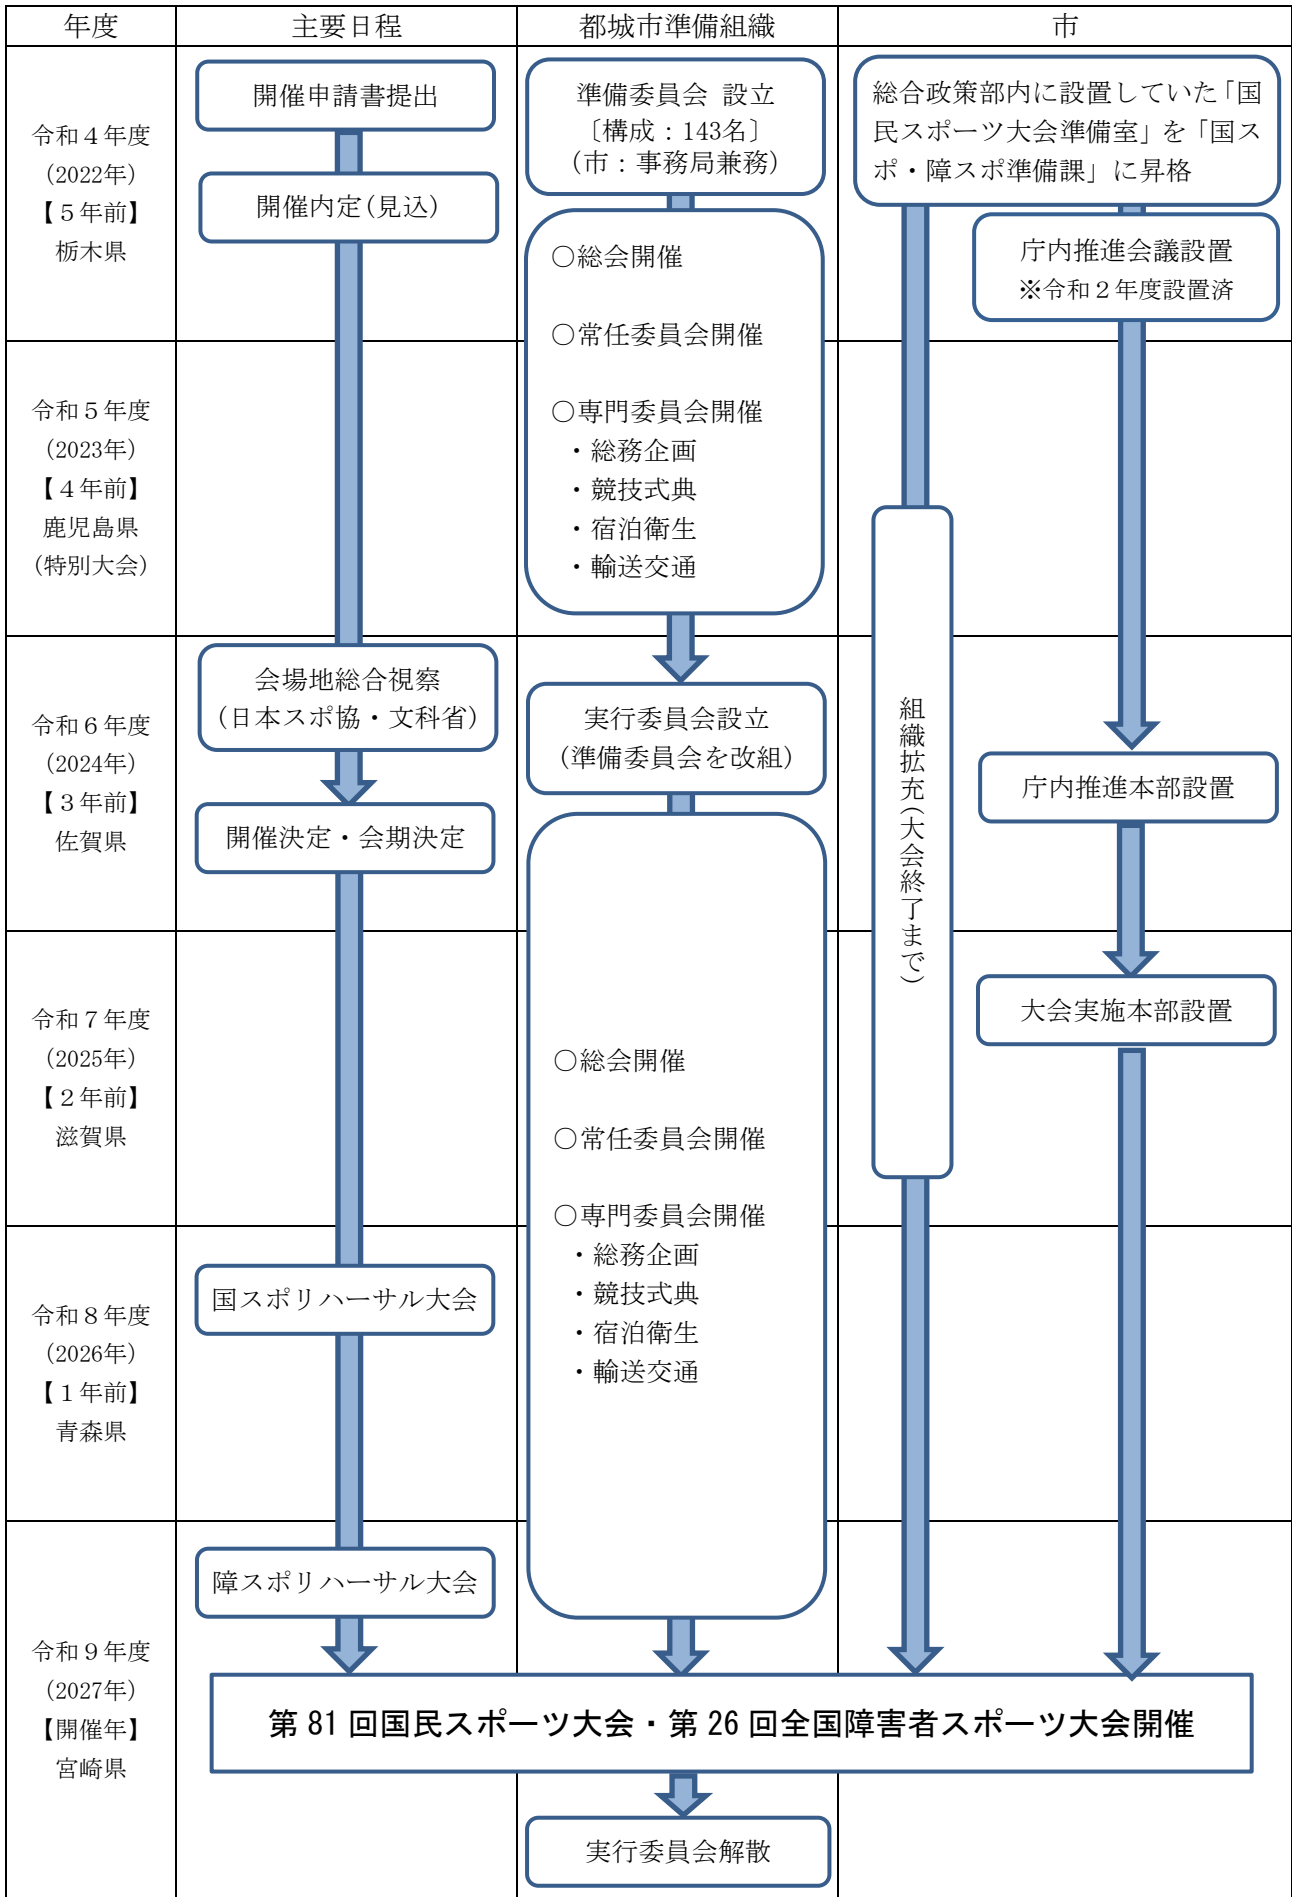 年度
主要日程
都城市準備組織
市
令和４年度
（2022年）
【５年前】
栃木県
開催申請書提出
開催内定（見込）
準備委員会 設立
〔構成：143名〕
（市：事務局兼務）
○総会開催
○常任委員会開催
○専門委員会開催
・総務企画
・競技式典
・宿泊衛生
・輸送交通
総合政策部内に設置していた「国
民スポーツ大会準備室」を「国ス
ポ・障スポ準備課」に昇格
庁内推進会議設置
※令和２年度設置済
令和５年度
（2023年）
【４年前】
鹿児島県
（特別大会）
令和６年度
（2024年）
【３年前】
佐賀県
会場地総合視察
（日本スポ協・文科省）
開催決定・会期決定
実行委員会設立
（準備委員会を改組）
組織拡充（大会終了まで）
庁内推進本部設置
令和７年度
（2025年）
【２年前】
滋賀県
○総会開催
○常任委員会開催
○専門委員会開催
・総務企画
・競技式典
・宿泊衛生
・輸送交通
大会実施本部設置
令和８年度
（2026年）
【１年前】
青森県
国スポリハーサル大会
令和９年度
（2027年）
【開催年】
宮崎県
障スポリハーサル大会
第 81 回国民スポーツ大会・第 26 回全国障害者スポーツ大会開催
実行委員会解散